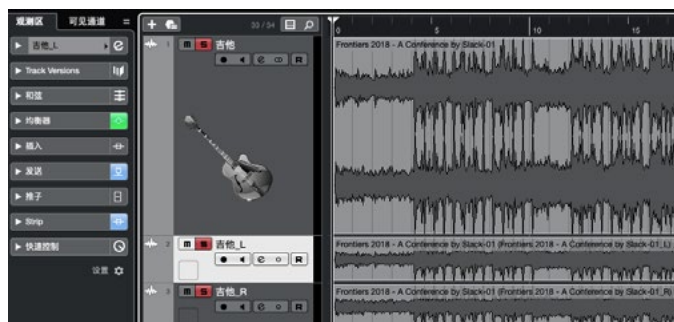 观测区 可见通道
吉他_L
Track Versions
和弦
均衡器
插入
发送
推子
Strip
快速控制
设置
33 / 34
1 m S 吉他
R
2 m S 吉他_L
R
3 m S 吉他_R
R
0 5 10 15
Frontiers 2018 - A Conference by Slack-01
Frontiers 2018 - A Conference by Slack-01 (Frontiers 2018 - A Conference by Slack-01_L)
Frontiers 2018 - A Conference by Slack-01 (Frontiers 2018 - A Conference by Slack-01_R)